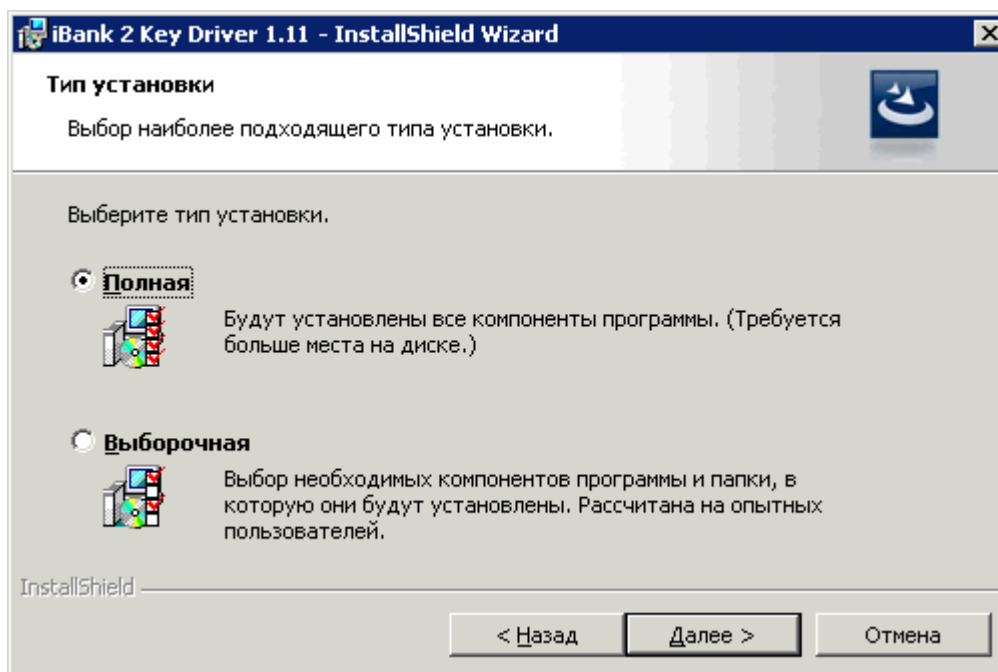 iBank 2 Key Driver 1.11 - InstallShield Wizard
Тип установки
Выбор наиболее подходящего типа установки.
Выберите тип установки.
Полная
Будут установлены все компоненты программы. (Требуется
больше места на диске.)
Выборочная
Выбор необходимых компонентов программы и папки, в
которую они будут установлены. Рассчитана на опытных
пользователей.
InstallShield
< Назад
Далее >
Отмена